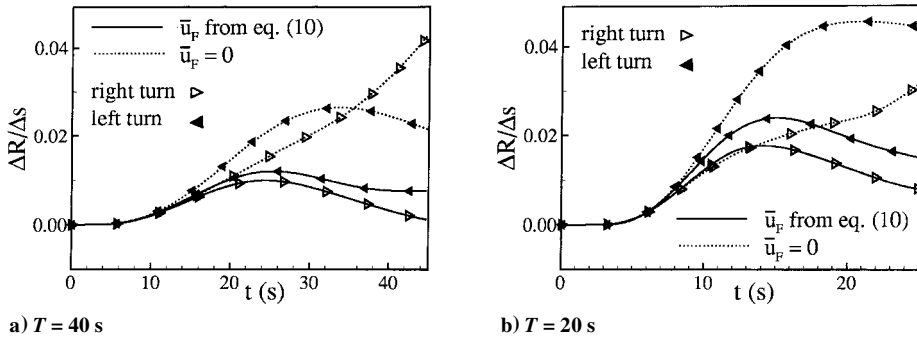 ΔR/Δs
0.04
0.02
0.00
ū_F from eq. (10)
ū_F = 0
right turn
left turn
0 10 20 30 40
t (s)
a) T = 40 s
ΔR/Δs
0.04
0.02
0.00
right turn
left turn
ū_F from eq. (10)
ū_F = 0
0 10 20
t (s)
b) T = 20 s